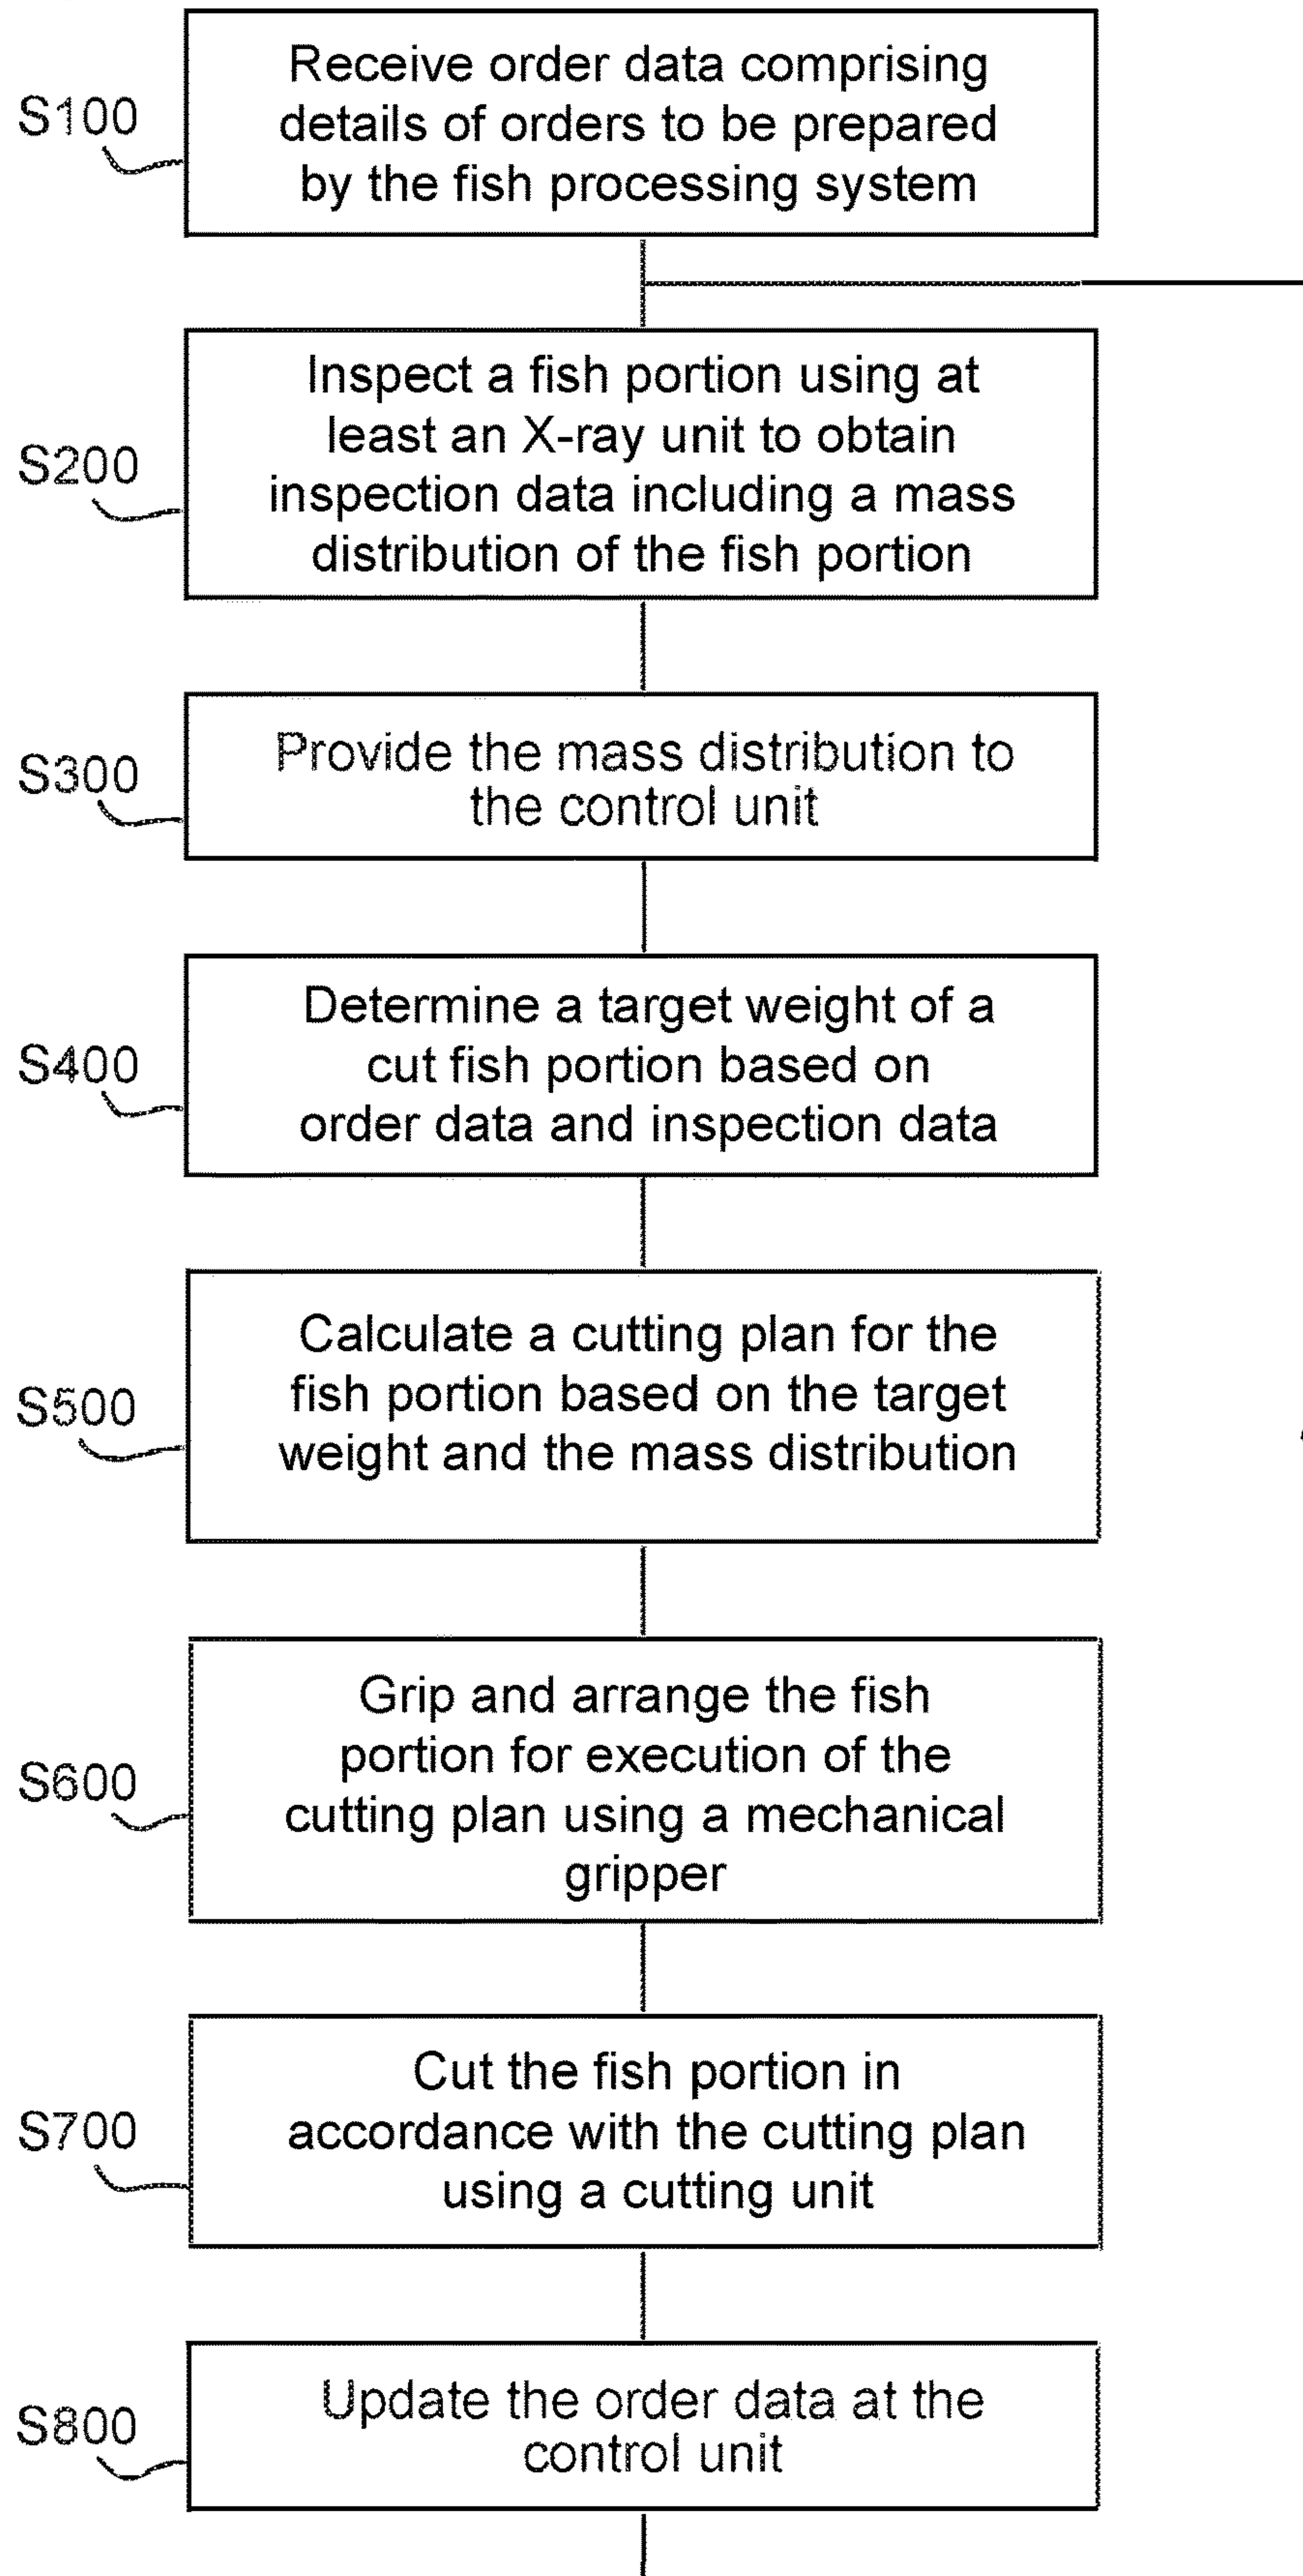 S100
Receive order data comprising
details of orders to be prepared
by the fish processing system
S200
Inspect a fish portion using at
least an X-ray unit to obtain
inspection data including a mass
distribution of the fish portion
S300
Provide the mass distribution to
the control unit
S400
Determine a target weight of a
cut fish portion based on
order data and inspection data
S500
Calculate a cutting plan for the
fish portion based on the target
weight and the mass distribution
S600
Grip and arrange the fish
portion for execution of the
cutting plan using a mechanical
gripper
S700
Cut the fish portion in
accordance with the cutting plan
using a cutting unit
S800
Update the order data at the
control unit